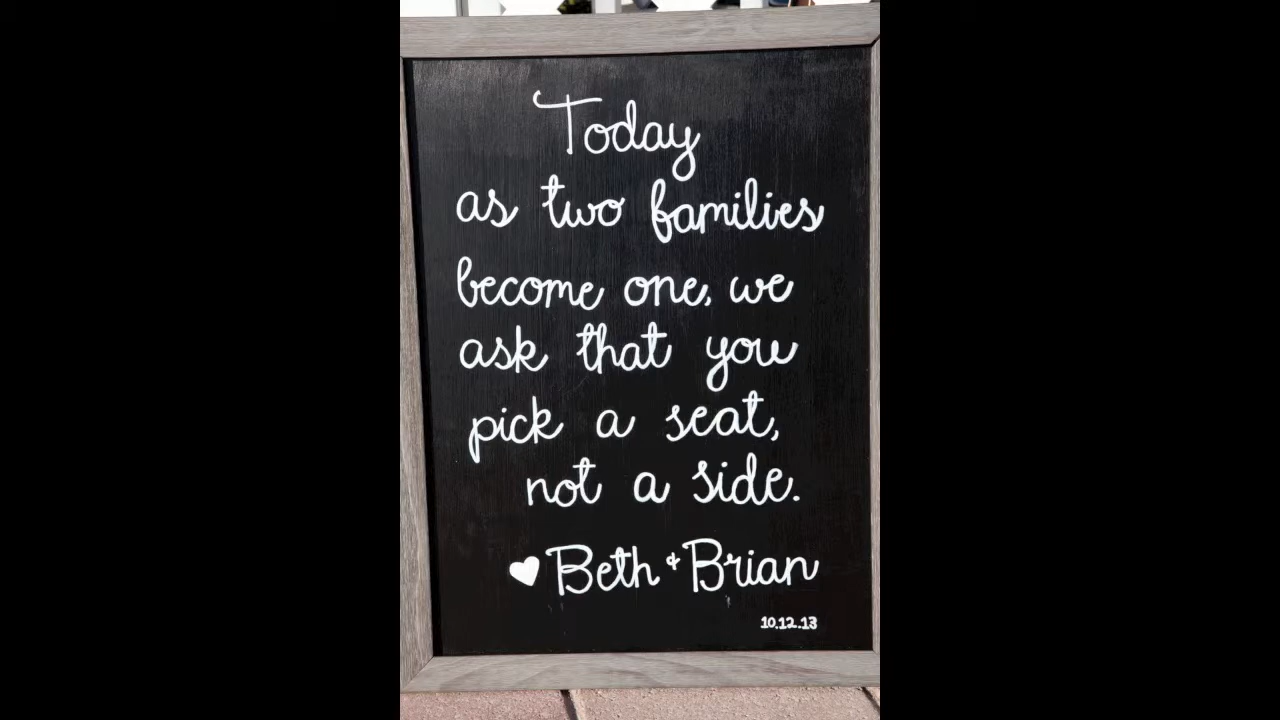 Today
as two families
become one, we
ask that you
pick a seat,
not a side.
♥ Beth & Brian
10.12.13